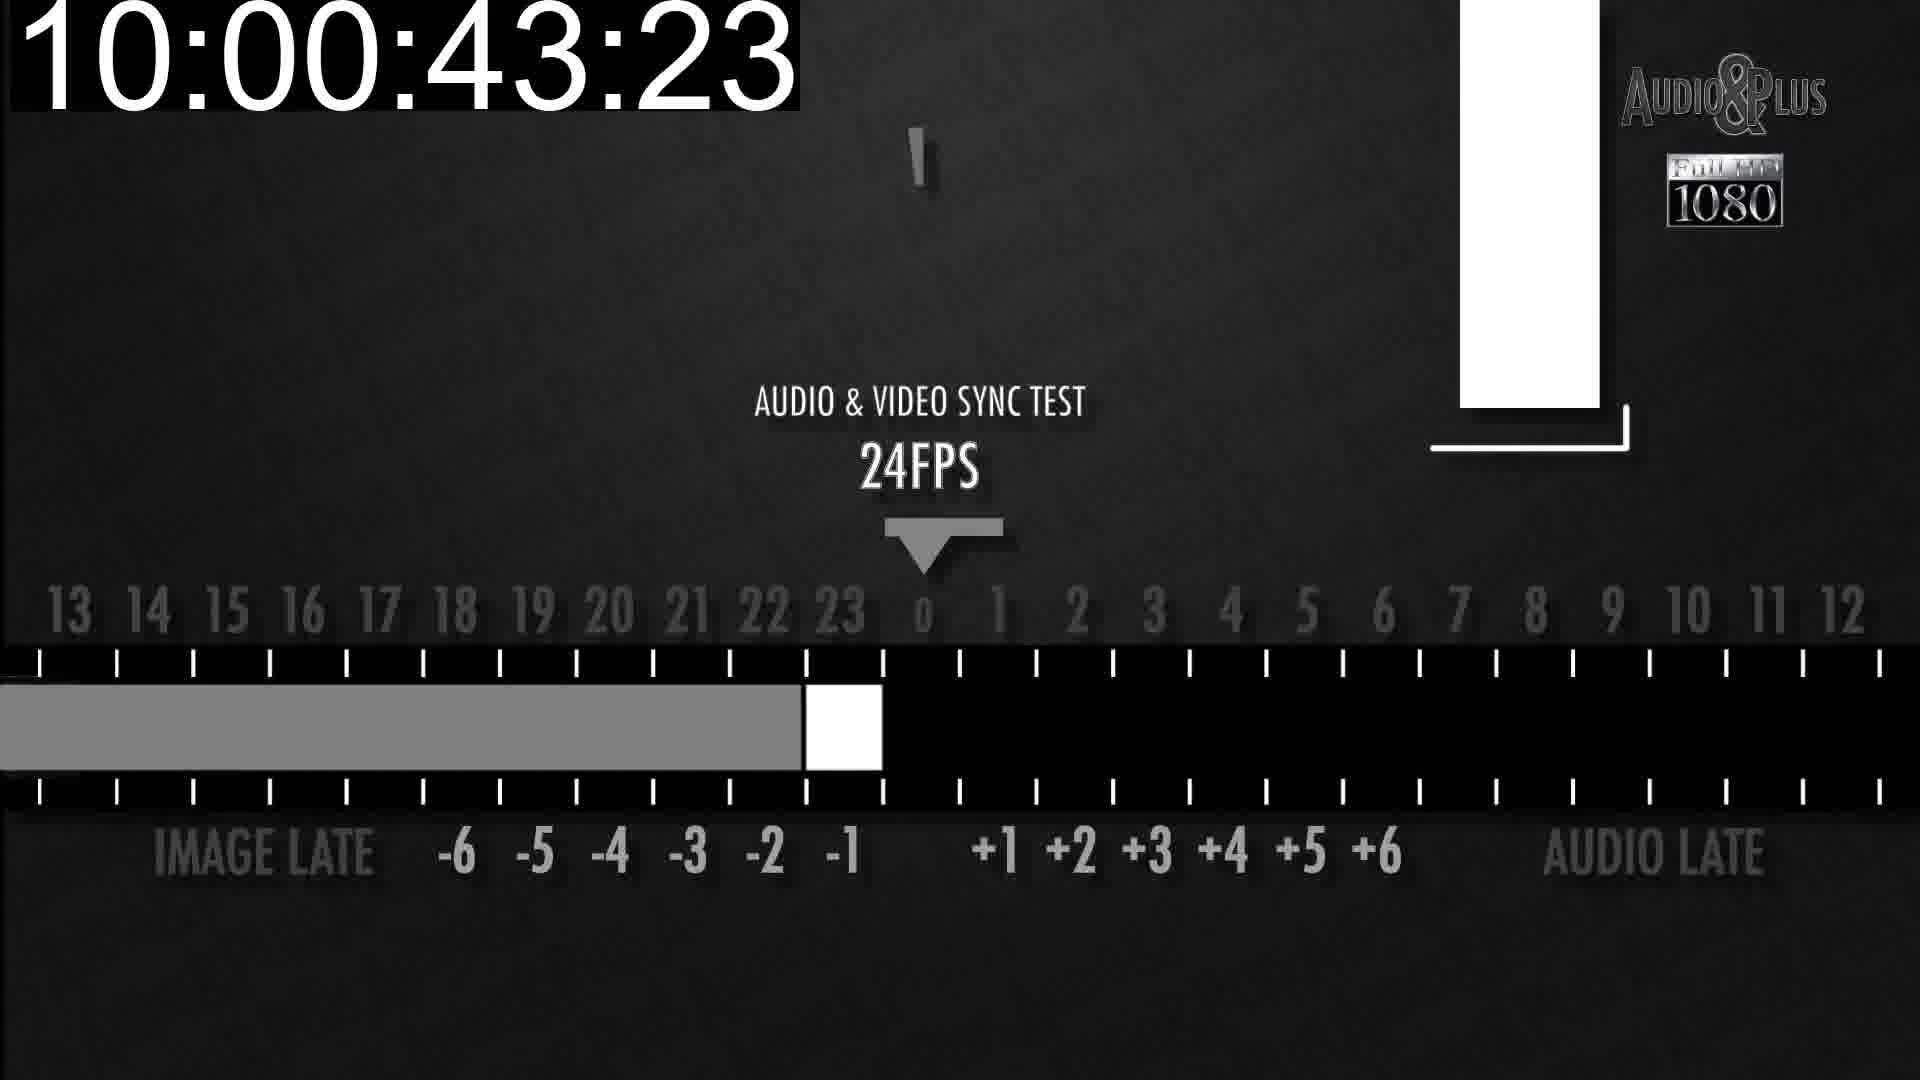 10:00:43:23
AUDIO&PLUS
Full HD
1080
AUDIO & VIDEO SYNC TEST
24FPS
13 14 15 16 17 18 19 20 21 22 23 0 1 2 3 4 5 6 7 8 9 10 11 12
IMAGE LATE -6 -5 -4 -3 -2 -1 +1 +2 +3 +4 +5 +6 AUDIO LATE